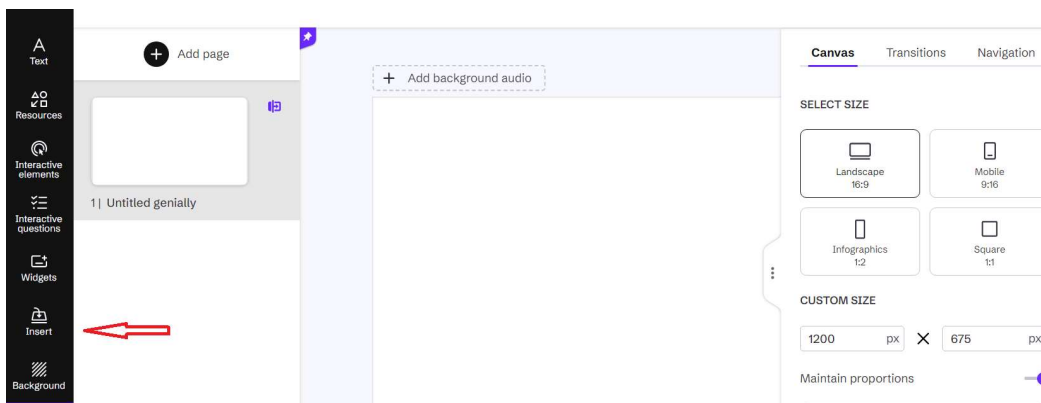 Text
Resources
Interactive
elements
Interactive
questions
Widgets
Insert
Background
Add page
1| Untitled genially
Add background audio
Canvas Transitions Navigation
SELECT SIZE
Landscape
16:9
Mobile
9:16
Infographics
1:2
Square
1:1
CUSTOM SIZE
1200 px X 675 px
Maintain proportions